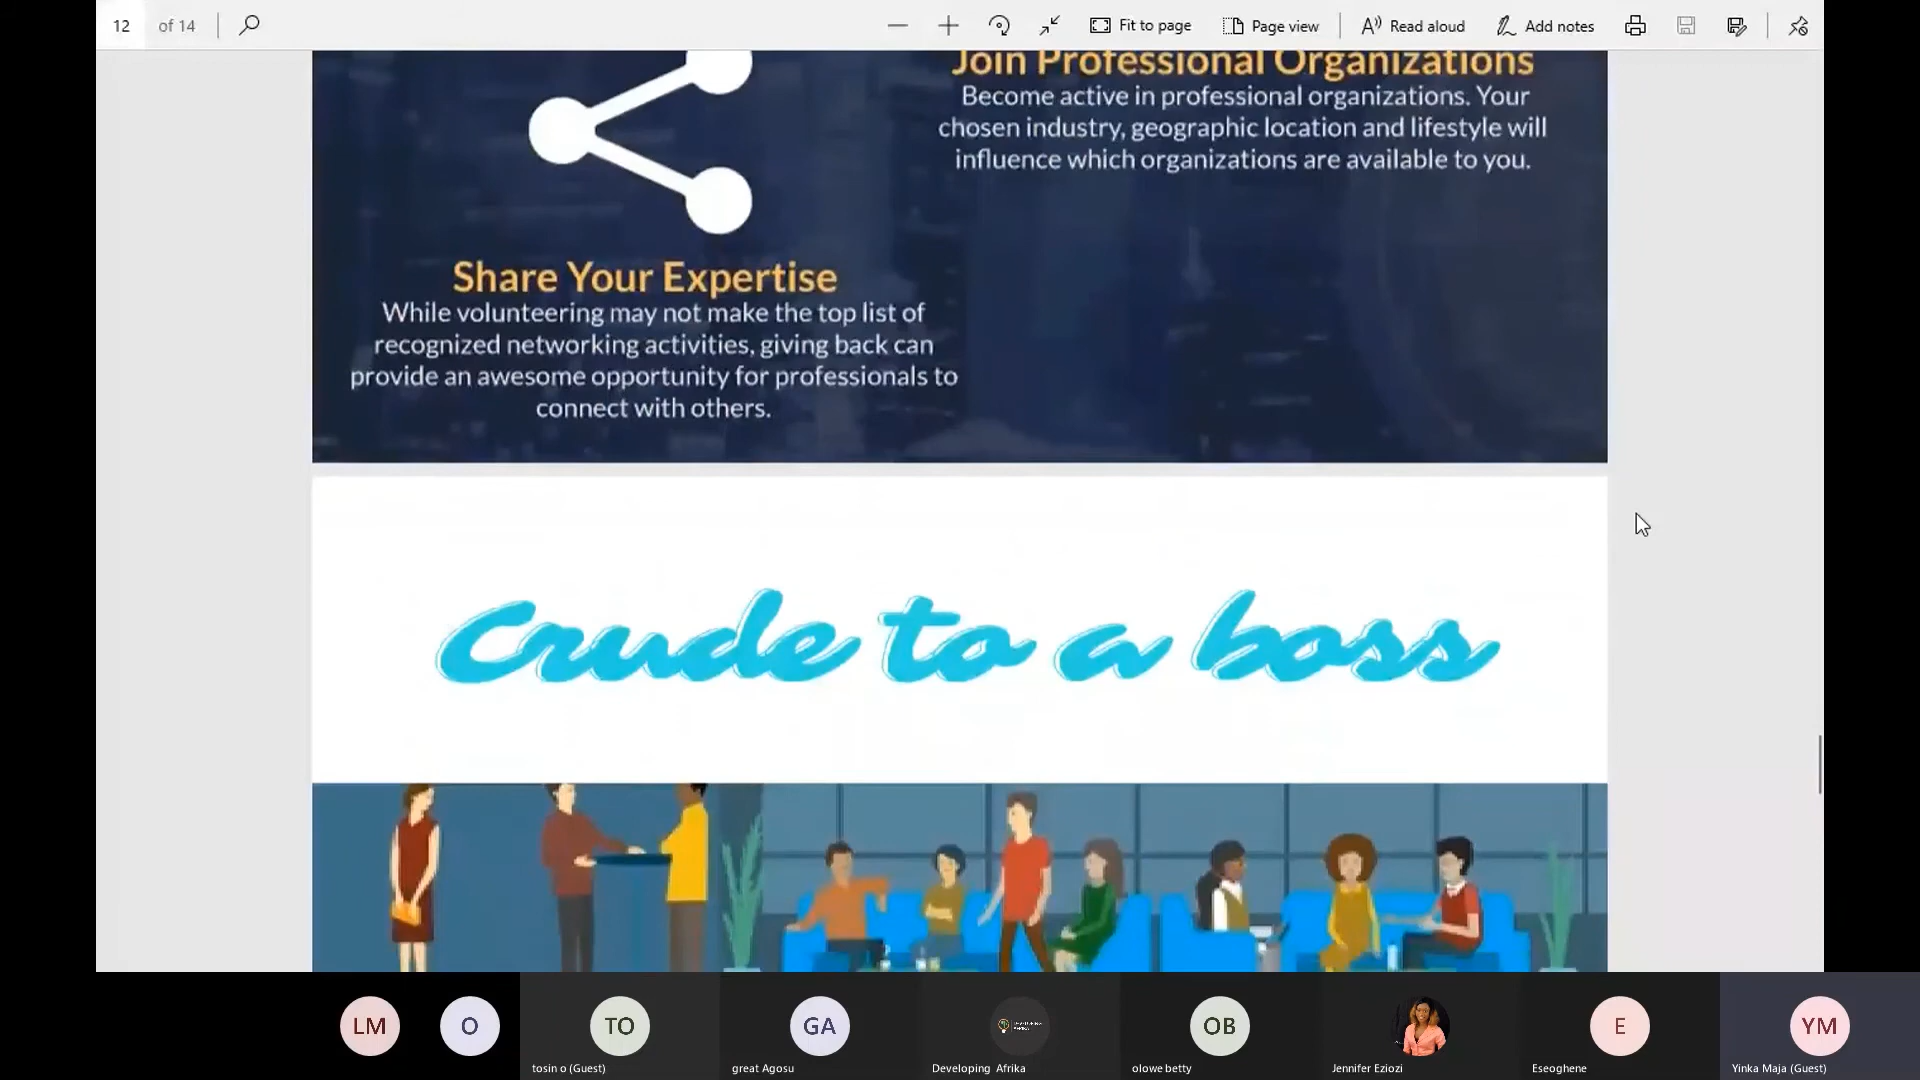 12 of 14
Fit to page
Page view
Read aloud
Add notes
Join Professional Organizations
Become active in professional organizations. Your
chosen industry, geographic location and lifestyle will
influence which organizations are available to you.
Share Your Expertise
While volunteering may not make the top list of
recognized networking activities, giving back can
provide an awesome opportunity for professionals to
connect with others.
Crude to a boss
LM
O
TO
GA
OB
E
YM
tosin o (Guest)
great Agosu
Developing Afrika
olowe betty
Jennifer Eziozi
Eseoghene
Yinka Maja (Guest)